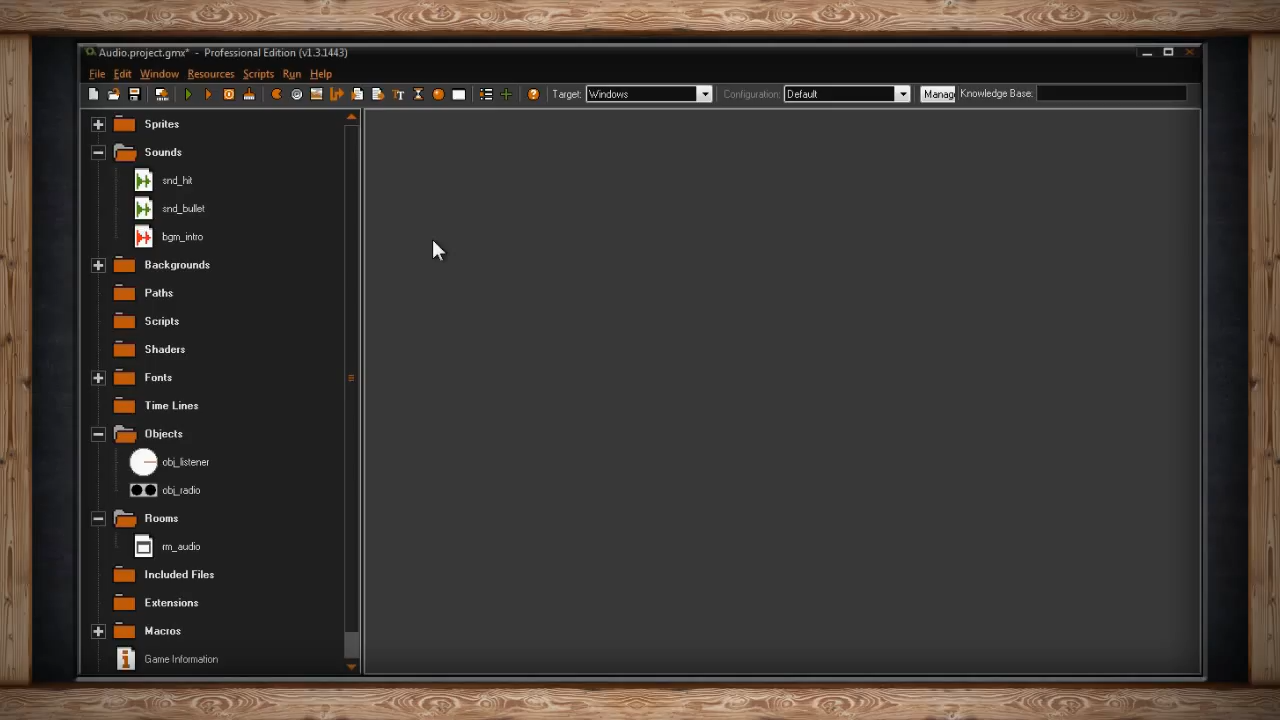 Audio.project.gmx* - Professional Edition (v1.3.1443)
File Edit Window Resources Scripts Run Help
Target: Windows Configuration: Default Manag Knowledge Base:
Sprites
Sounds
snd_hit
snd_bullet
bgm_intro
Backgrounds
Paths
Scripts
Shaders
Fonts
Time Lines
Objects
obj_listener
obj_radio
Rooms
rm_audio
Included Files
Extensions
Macros
Game Information